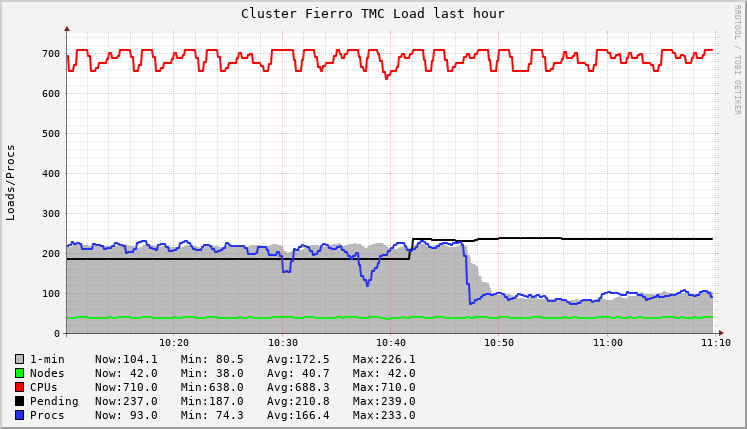 Cluster Fierro TMC Load last hour
RRDTOOL / TOBI OETIKER
Loads/Procs
700
600
500
400
300
200
100
0
10:20 10:30 10:40 10:50 11:00 11:10
1-min Now:104.1 Min: 80.5 Avg:172.5 Max:226.1
Nodes Now: 42.0 Min: 38.0 Avg: 40.7 Max: 42.0
CPUs Now:710.0 Min:638.0 Avg:688.3 Max:710.0
Pending Now:237.0 Min:187.0 Avg:210.8 Max:239.0
Procs Now: 93.0 Min: 74.3 Avg:166.4 Max:233.0